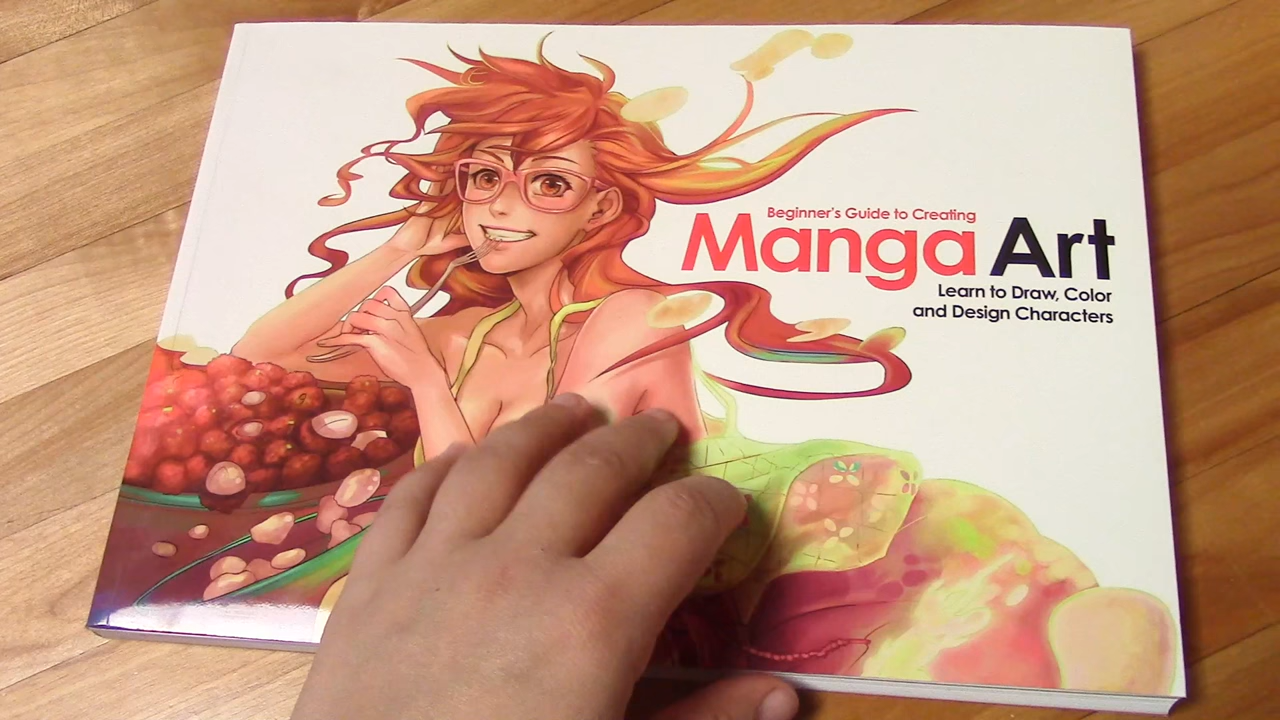 Beginner's Guide to Creating
Manga Art
Learn to Draw, Color
and Design Characters